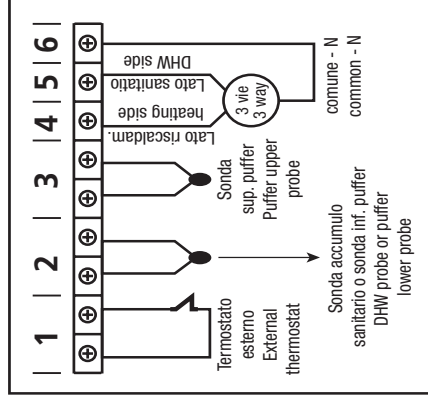 1
2
3
4
5
6
Termostato
esterno
External
thermostat
Sonda accumulo
sanitario o sonda inf. puffer
DHW probe or puffer
lower probe
Sonda
sup. puffer
Puffer upper
probe
Lato riscaldam.
heating side
Lato sanitatio
DHW side
3 vie
3 way
comune - N
common - N